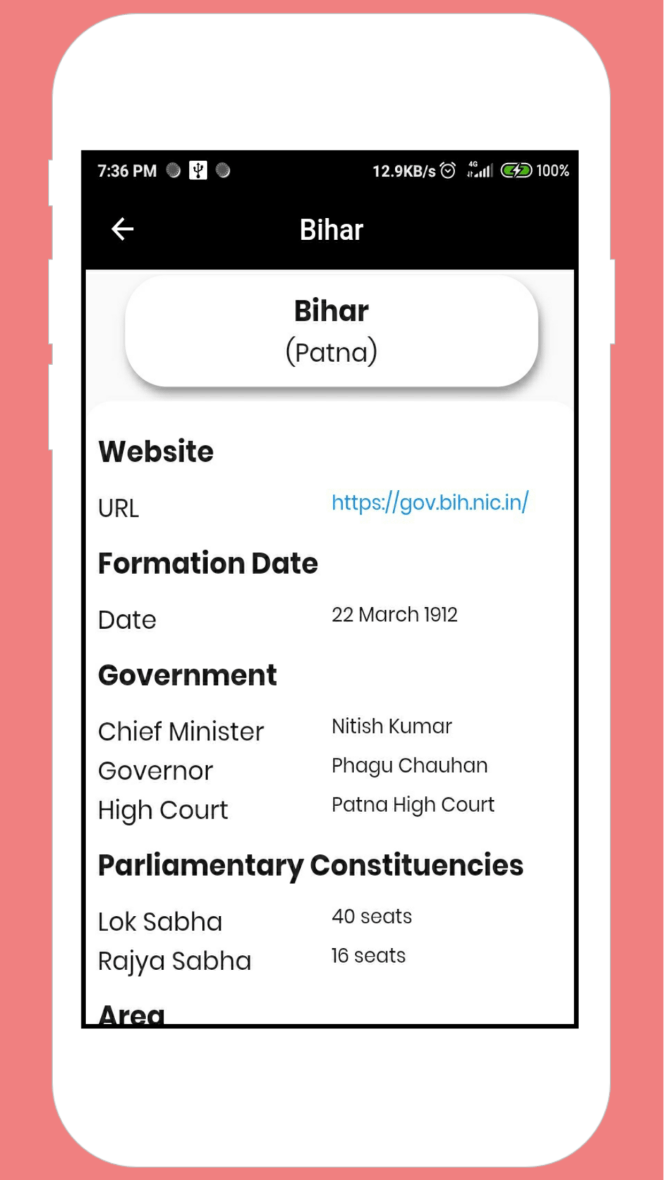 7:36 PM 12.9KB/s 4G 100%
Bihar
Bihar
(Patna)
Website
URL https://gov.bih.nic.in/
Formation Date
Date 22 March 1912
Government
Chief Minister Nitish Kumar
Governor Phagu Chauhan
High Court Patna High Court
Parliamentary Constituencies
Lok Sabha 40 seats
Rajya Sabha 16 seats
Area